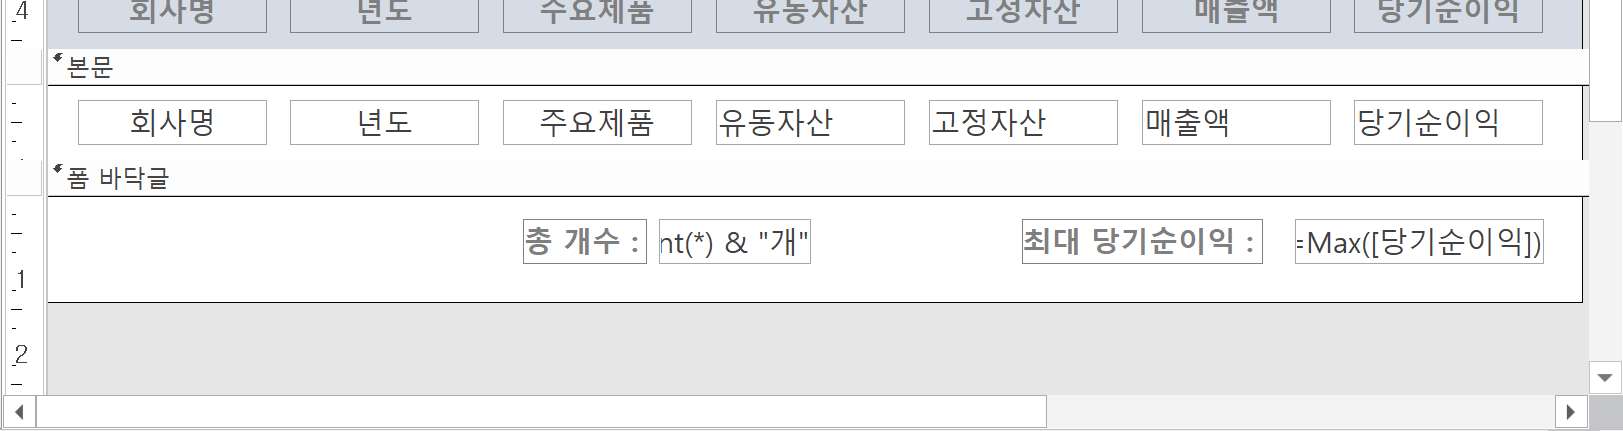 4
회사명 년도 주요제품 유동자산 고정자산 매출액 당기순이익
본문
회사명 년도 주요제품 유동자산 고정자산 매출액 당기순이익
폼 바닥글
총 개수 : nt(*) & "개" 최대 당기순이익 : =Max([당기순이익])
1
2